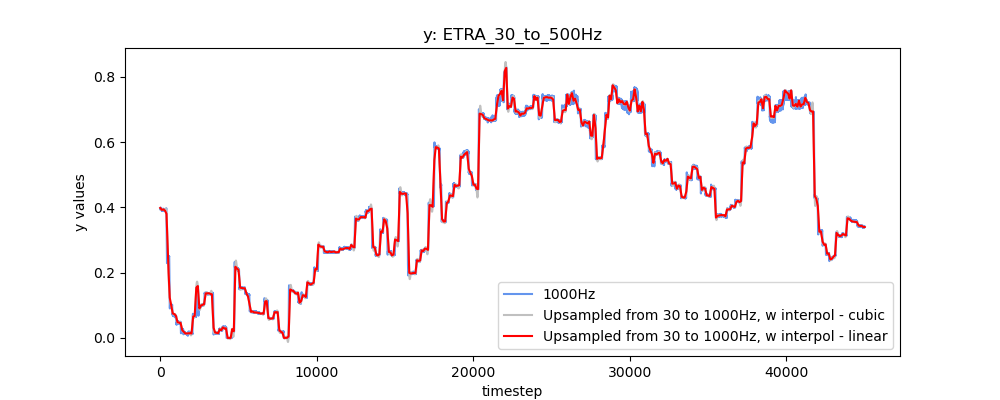 y: ETRA_30_to_500Hz
y values
0.8
0.6
0.4
0.2
0.0
0
10000
20000
30000
40000
timestep
1000Hz
Upsampled from 30 to 1000Hz, w interpol - cubic
Upsampled from 30 to 1000Hz, w interpol - linear